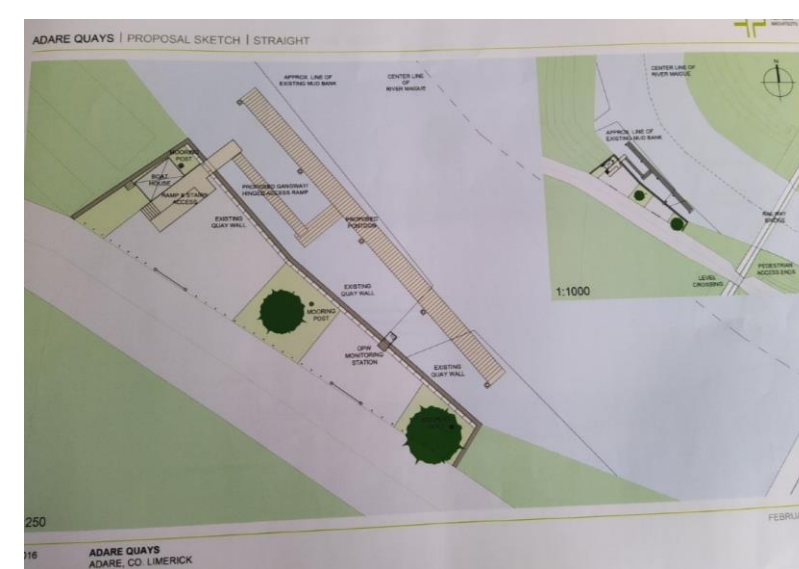 ADARE QUAYS | PROPOSAL SKETCH | STRAIGHT
ARCHITECTS
APPROX. LINE OF
EXISTING MUD BANK
CENTER LINE
OF
RIVER MAIGUE
MOORING
POST
BOAT
HOUSE
RAMP & STAIRS
ACCESS
PROPOSED GANGWAY/
HINGED ACCESS RAMP
EXISTING
QUAY WALL
PROPOSED
PONTOON
EXISTING
QUAY WALL
MOORING
POST
OPW
MONITORING
STATION
EXISTING
QUAY WALL
N
CENTER LINE OF
RIVER MAIGUE
APPROX. LINE OF
EXISTING MUD BANK
RAILWAY
BRIDGE
PEDESTRIAN
ACCESS ENDS
LEVEL
CROSSING
1:1000
250
FEBRU
016
ADARE QUAYS
ADARE, CO. LIMERICK